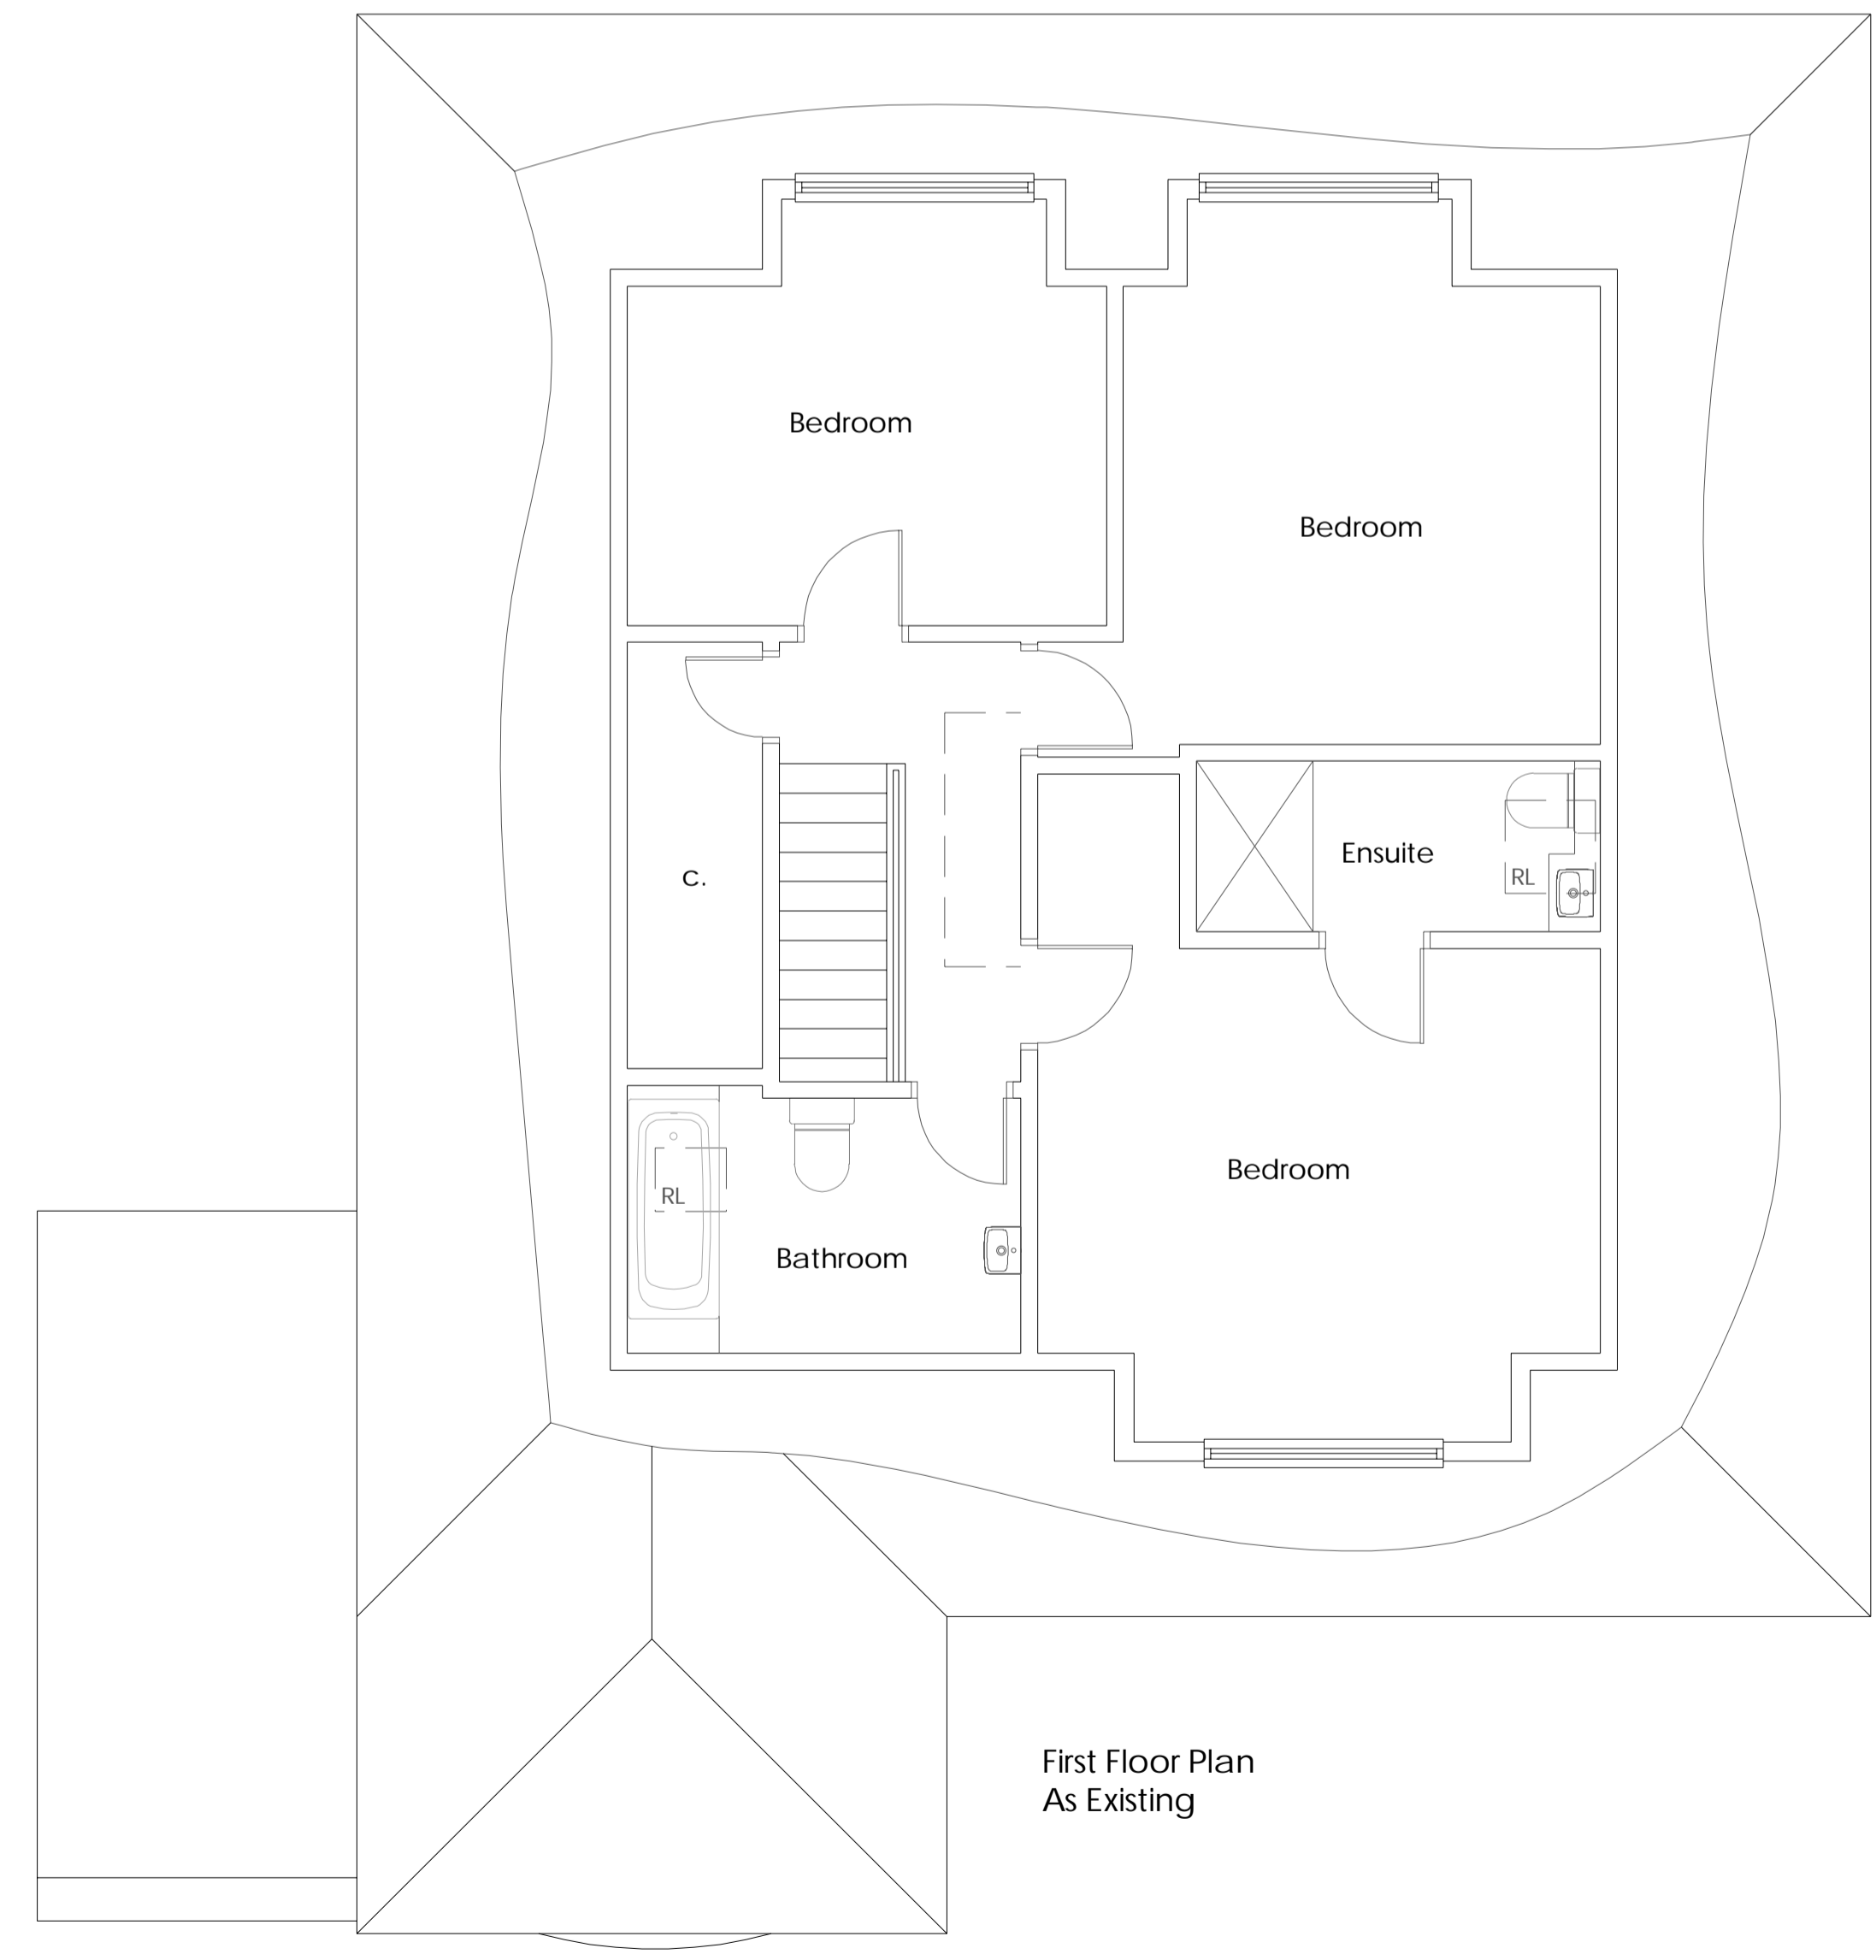 Bedroom
Bedroom
Ensuite
RL
c.
Bedroom
RL
Bathroom
First Floor Plan
As Existing